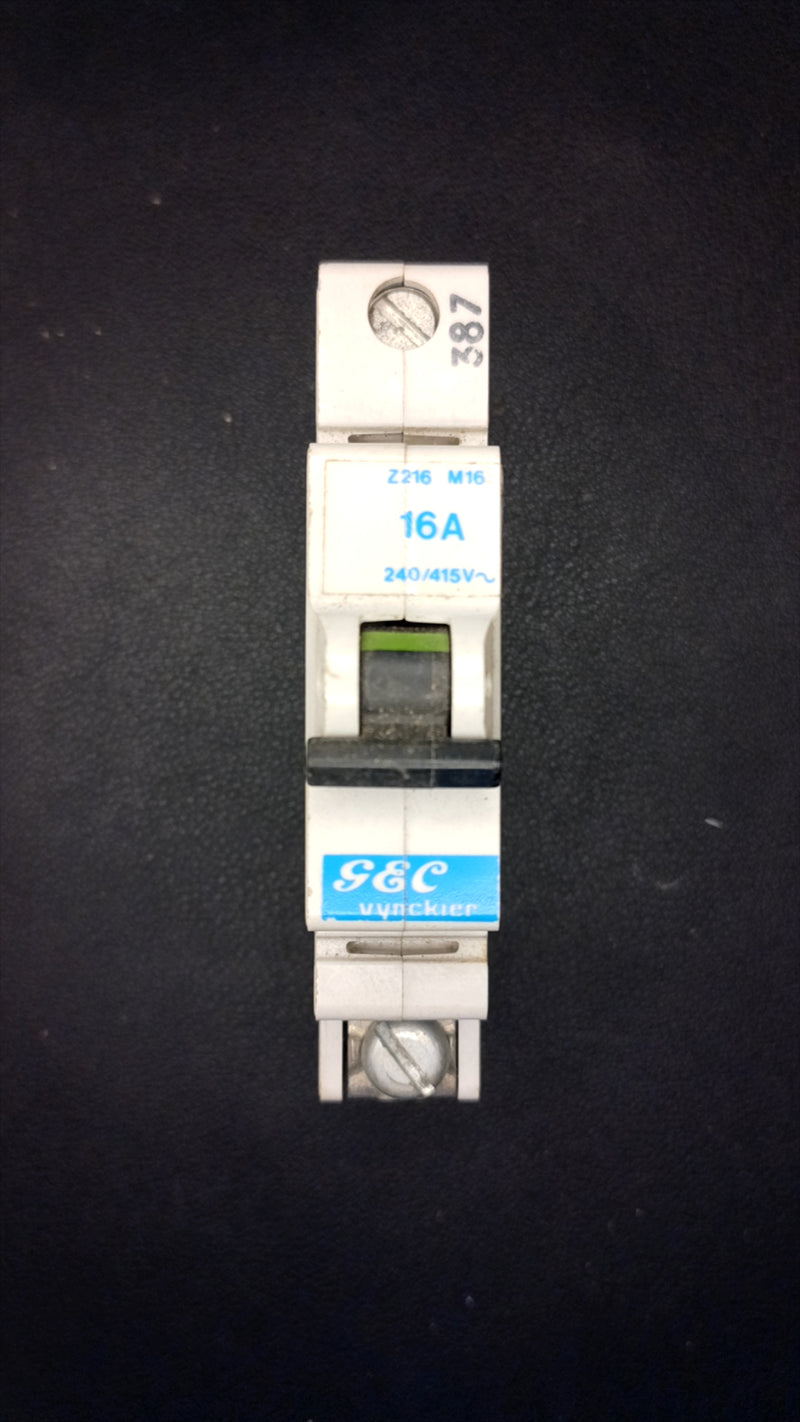 387
Z216 M16
16A
240/415V~
GEC
vynckier